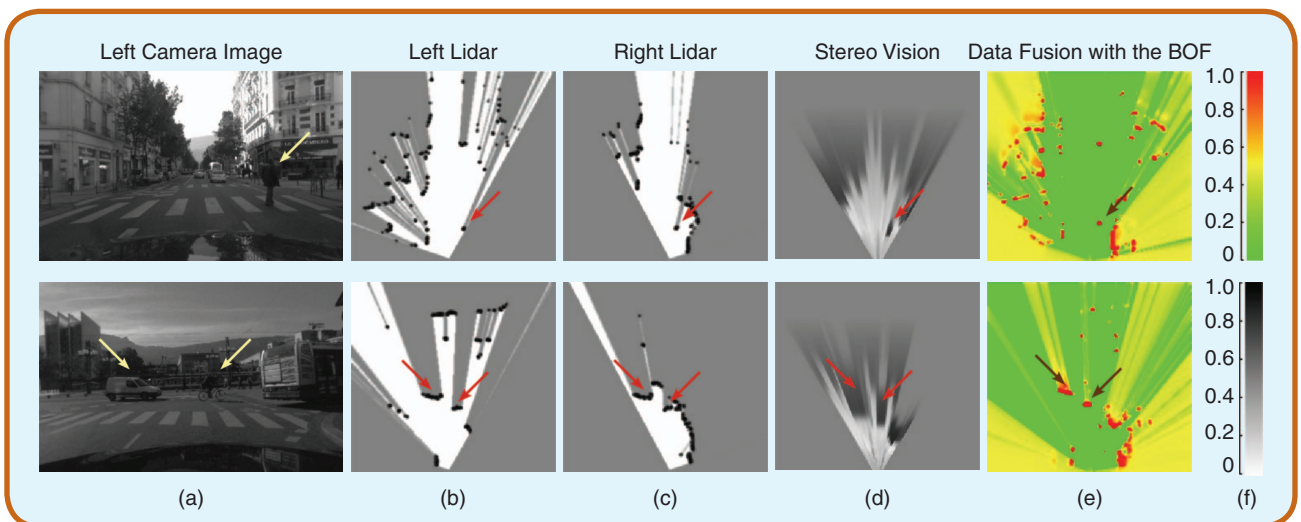 Left Camera Image
Left Lidar
Right Lidar
Stereo Vision
Data Fusion with the BOF
1.0
0.8
0.6
0.4
0.2
0
1.0
0.8
0.6
0.4
0.2
0
(a)
(b)
(c)
(d)
(e)
(f)